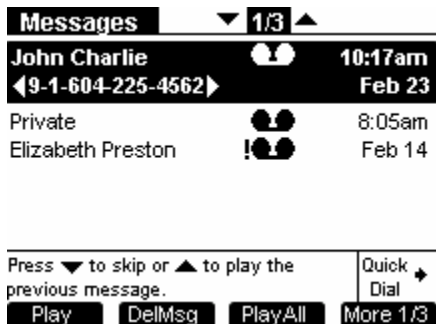 Messages ▼ 1/3 ▲
John Charlie 10:17am
◀9-1-604-225-4562▶ Feb 23
Private 8:05am
Elizabeth Preston ! Feb 14
Press ▼ to skip or ▲ to play the
previous message.
Quick
Dial
Play DelMsg PlayAll More 1/3